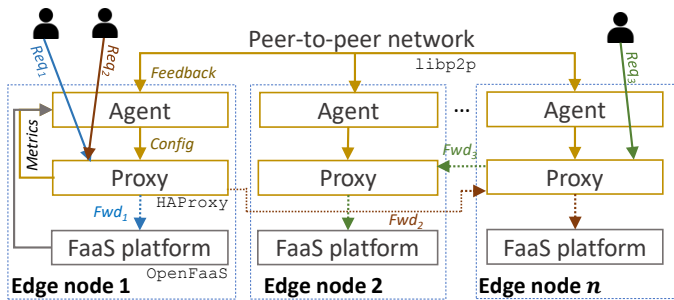 Req1
Req2
Req3
Peer-to-peer network
libp2p
Feedback
Agent
Agent
...
Agent
Metrics
Config
Fwd3
Proxy
Proxy
Proxy
HAProxy
Fwd1
Fwd2
FaaS platform
FaaS platform
FaaS platform
OpenFaaS
Edge node 1
Edge node 2
Edge node n